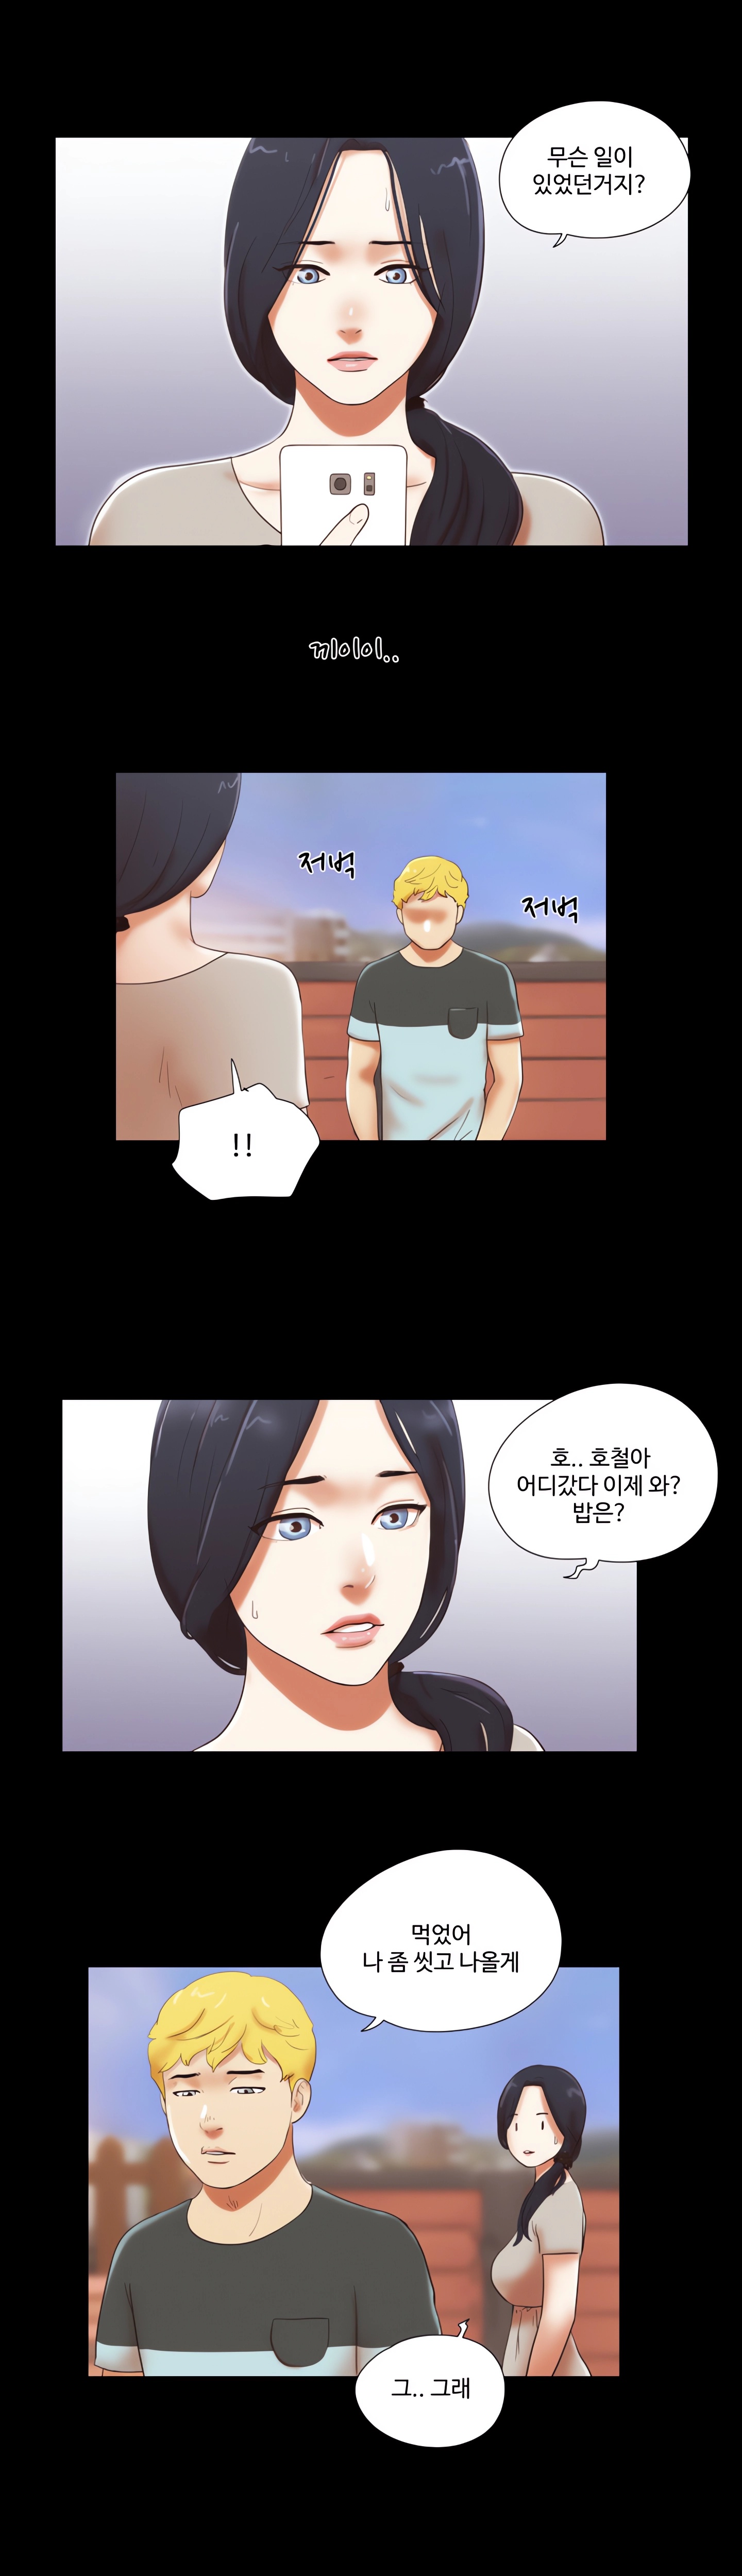 무슨 일이
있었던거지?
끼이이이..
저벅
저벅
!!
호.. 호철아
어디갔다 이제 와?
밥은?
먹었어
나 좀 씻고 나올게
그.. 그래